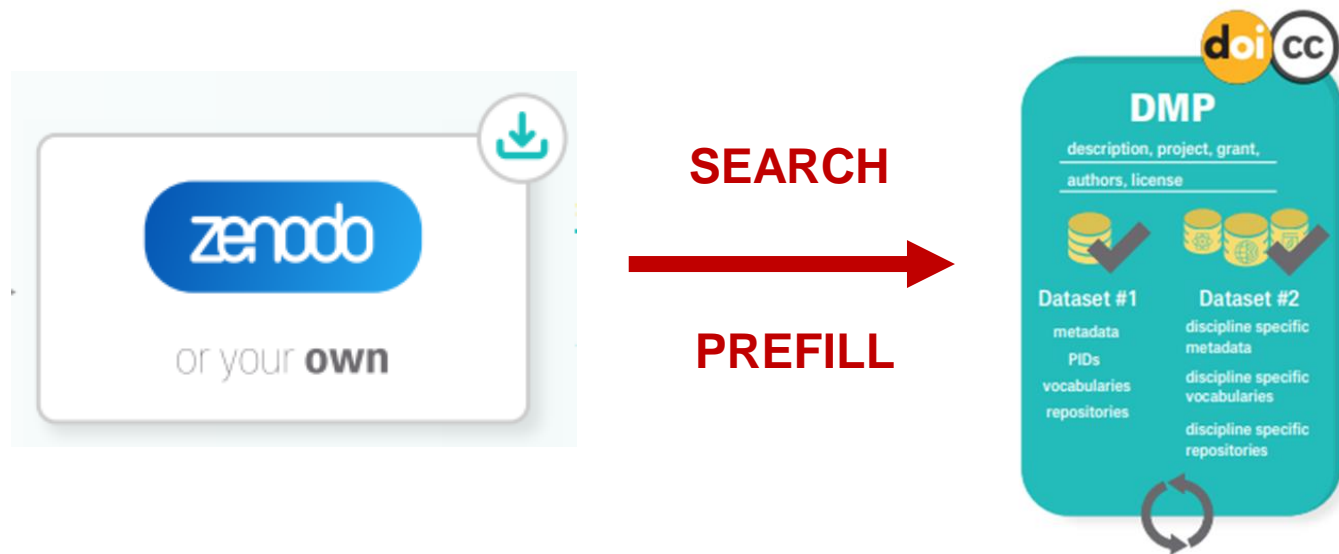 zenodo
or your own
SEARCH
PREFILL
doi
cc
DMP
description, project, grant,
authors, license
Dataset #1
metadata
PIDs
vocabularies
repositories
Dataset #2
discipline specific
metadata
discipline specific
vocabularies
discipline specific
repositories